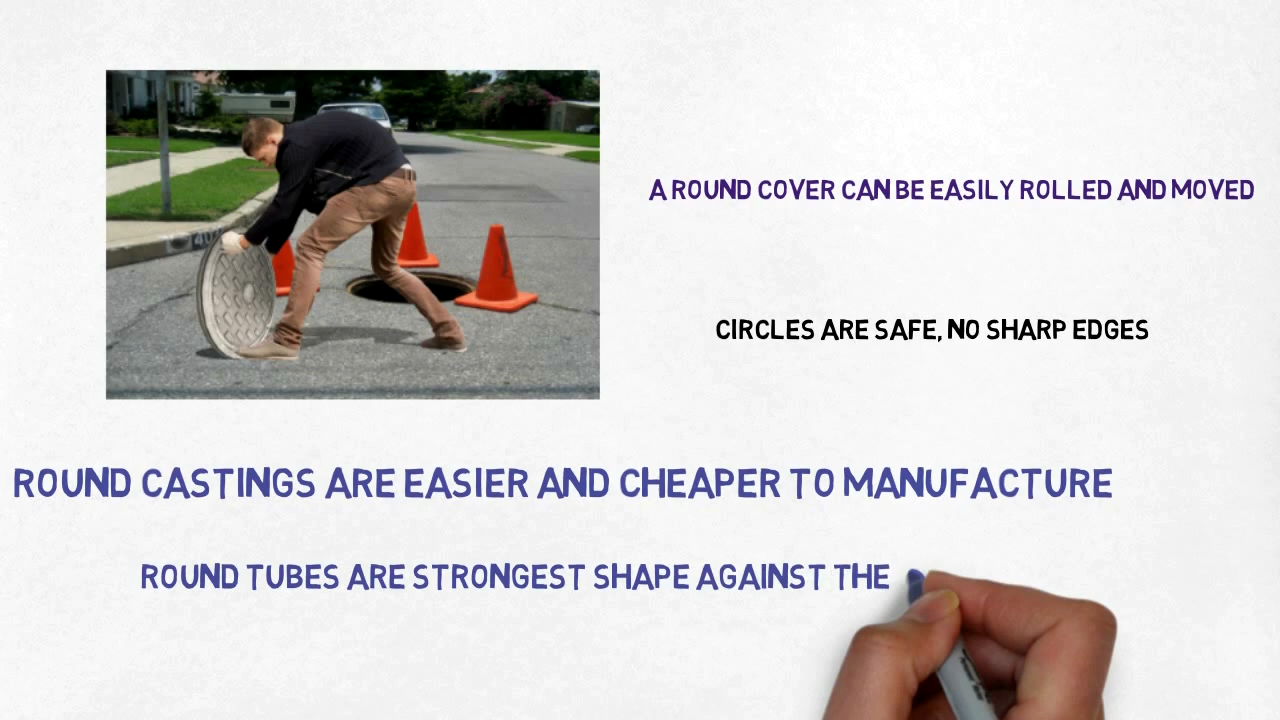 A ROUND COVER CAN BE EASILY ROLLED AND MOVED
CIRCLES ARE SAFE, NO SHARP EDGES
ROUND CASTINGS ARE EASIER AND CHEAPER TO MANUFACTURE
ROUND TUBES ARE STRONGEST SHAPE AGAINST THE